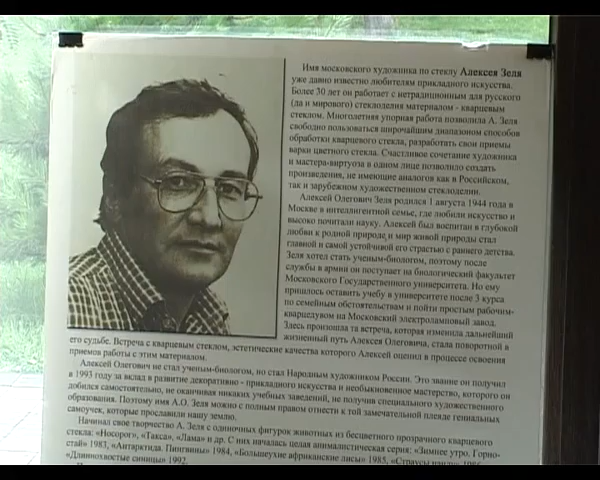 Имя московского художника по стеклу Алексея Зеля
уже давно известно любителям прикладного искусства.
Более 30 лет он работает с нетрадиционным для русского
(да и мирового) стеклоделия материалом - кварцевым
стеклом. Многолетняя упорная работа позволила А. Зеля
свободно пользоваться широчайшим диапазоном способов
обработки кварцевого стекла, разработать свои приемы
варки цветного стекла. Счастливое сочетание художника
и мастера-виртуоза в одном лице позволило создать
произведения, не имеющие аналогов как в Российском,
так и зарубежном художественном стеклоделии.
Алексей Олегович Зеля родился 1 августа 1944 года в
Москве в интеллигентной семье, где любили искусство и
высоко почитали науку. Алексей был воспитан в глубокой
любви к родной природе и мир живой природы стал
главной и самой устойчивой его страстью с раннего детства.
Зеля хотел стать ученым-биологом, поэтому после
службы в армии он поступает на биологический факультет
Московского Государственного университета. Но ему
пришлось оставить учебу в университете после 3 курса
по семейным обстоятельствам и пойти простым рабочим-
кварцедувом на Московский электроламповый завод.
Здесь произошла та встреча, которая изменила дальнейший
жизненный путь Алексея Олеговича, стала поворотной в
его судьбе. Встреча с кварцевым стеклом, эстетические качества которого Алексей оценил в процессе освоения
приемов работы с этим материалом.
Алексей Олегович не стал ученым-биологом, но стал Народным художником России. Это звание он получил
в 1993 году за вклад в развитие декоративно - прикладного искусства и необыкновенное мастерство, которого он
добился самостоятельно, не оканчивая никаких учебных заведений, не получив специального художественного
образования. Поэтому имя А.О. Зеля можно с полным правом отнести к той замечательной плеяде гениальных
самоучек, которые прославили нашу землю.
Начинал свое творчество А. Зеля с одиночных фигурок животных из бесцветного прозрачного кварцевого
стекла: «Носорог», «Такса», «Лама» и др. С них началась целая анималистическая серия: «Зимнее утро. Горно-
стай» 1983, «Антарктида. Пингвины» 1984, «Большеухие африканские лисы» 1985, «Страусы нанду» 1986
«Длиннохвостые синицы» 1992.